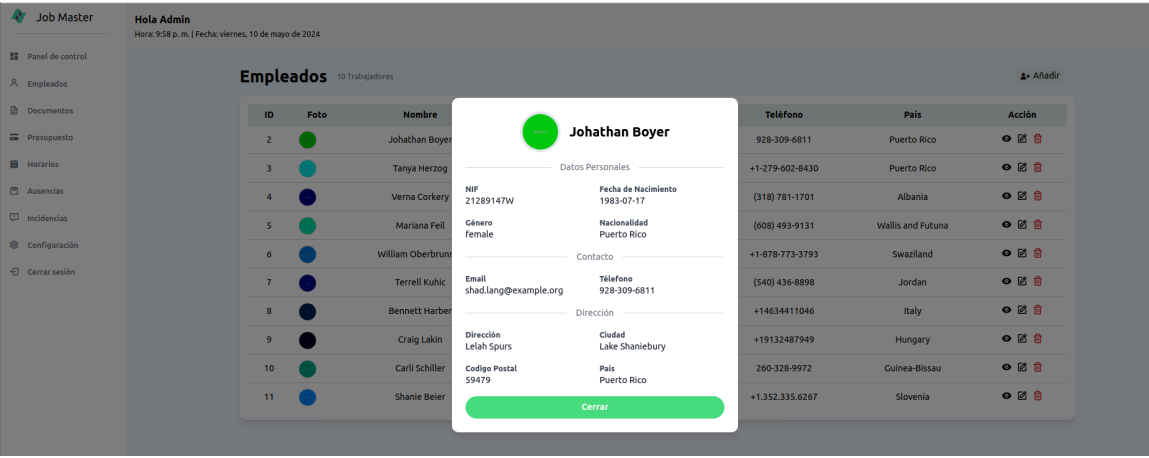 Job Master
Hola Admin
Hora: 9:58 p. m. | Fecha: viernes, 10 de mayo de 2024
Panel de control
Empleados
Documentos
Presupuesto
Horarios
Ausencias
Incidencias
Configuración
Cerrar sesión
Empleados 10 Trabajadores
Añadir
ID Foto Nombre Teléfono País Acción
2 Johathan Boyer 928-309-6811 Puerto Rico
3 Tanya Herzog +1-279-602-8430 Puerto Rico
4 Verna Corkery (318) 781-1701 Albania
5 Mariana Feil (608) 493-9131 Wallis and Futuna
6 William Oberbrun +1-878-773-3793 Swaziland
7 Terrell Kuhic (540) 436-8898 Jordan
8 Bennett Harber +14634411046 Italy
9 Craig Lakin +19132487949 Hungary
10 Carli Schiller 260-328-9972 Guinea-Bissau
11 Shanie Beier +1.352.335.6267 Slovenia
Johathan Boyer
Datos Personales
NIF Fecha de Nacimiento
21289147W 1983-07-17
Género Nacionalidad
female Puerto Rico
Contacto
Email Télefono
shad.lang@example.org 928-309-6811
Dirección
Dirección Ciudad
Lelah Spurs Lake Shaniebury
Codigo Postal País
59479 Puerto Rico
Cerrar